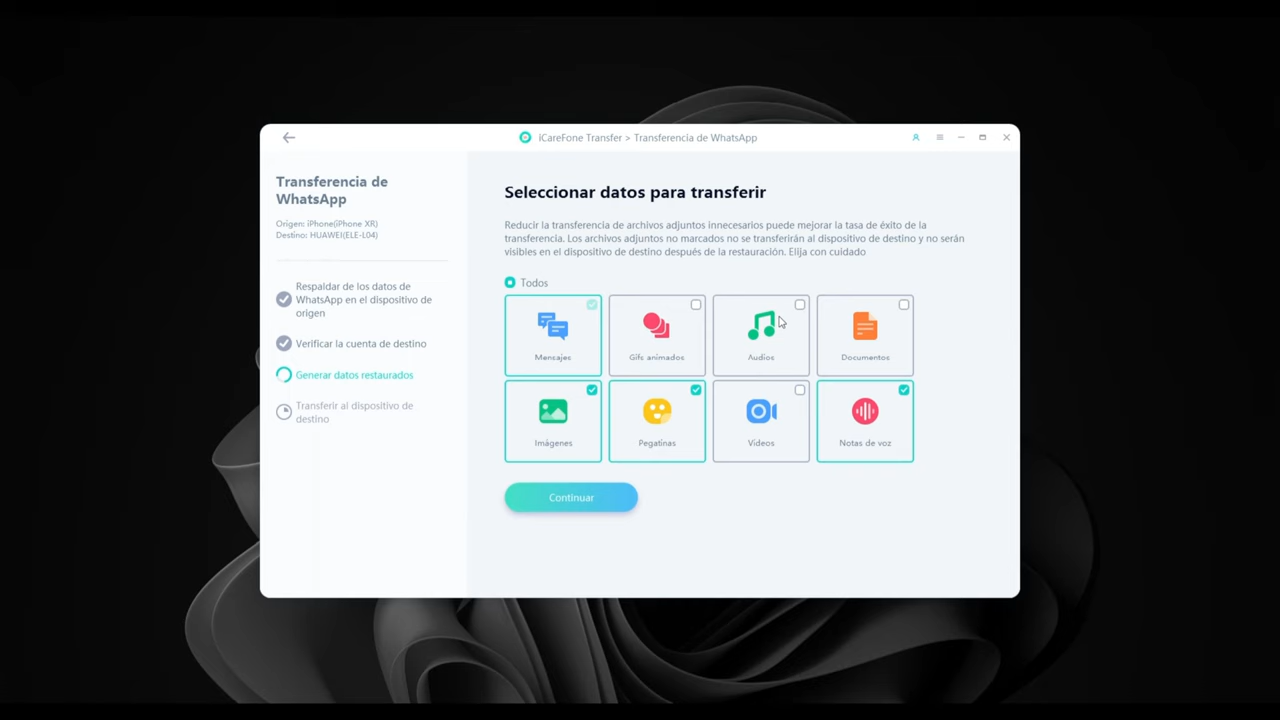 iCareFone Transfer > Transferencia de WhatsApp
Transferencia de
WhatsApp
Origen: iPhone(iPhone XR)
Destino: HUAWEI(ELE-L04)
Respaldar de los datos de
WhatsApp en el dispositivo de
origen
Verificar la cuenta de destino
Generar datos restaurados
Transferir al dispositivo de
destino
Seleccionar datos para transferir
Reducir la transferencia de archivos adjuntos innecesarios puede mejorar la tasa de éxito de la
transferencia. Los archivos adjuntos no marcados no se transferirán al dispositivo de destino y no serán
visibles en el dispositivo de destino después de la restauración. Elija con cuidado
Todos
Mensajes
Gifs animados
Audios
Documentos
Imágenes
Pegatinas
Videos
Notas de voz
Continuar